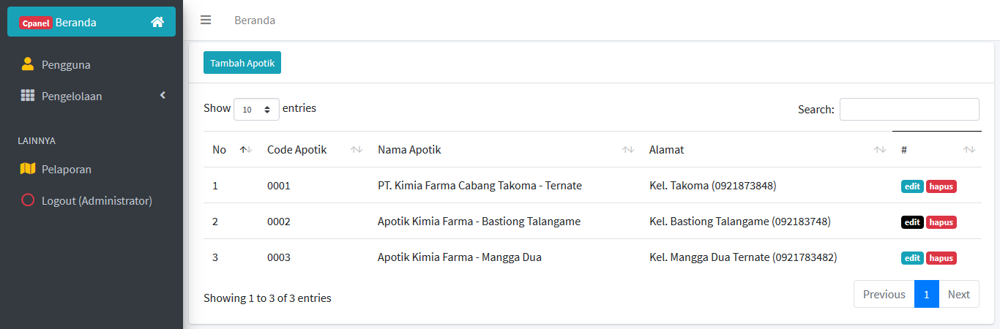 Cpanel Beranda
Pengguna
Pengelolaan
LAINNYA
Pelaporan
Logout (Administrator)
Beranda
Tambah Apotik
Show 10 entries
Search:
No Code Apotik Nama Apotik Alamat #
1 0001 PT. Kimia Farma Cabang Takoma - Ternate Kel. Takoma (0921873848) edit hapus
2 0002 Apotik Kimia Farma - Bastiong Talangame Kel. Bastiong Talangame (092183748) edit hapus
3 0003 Apotik Kimia Farma - Mangga Dua Kel. Mangga Dua Ternate (0921783482) edit hapus
Showing 1 to 3 of 3 entries
Previous 1 Next